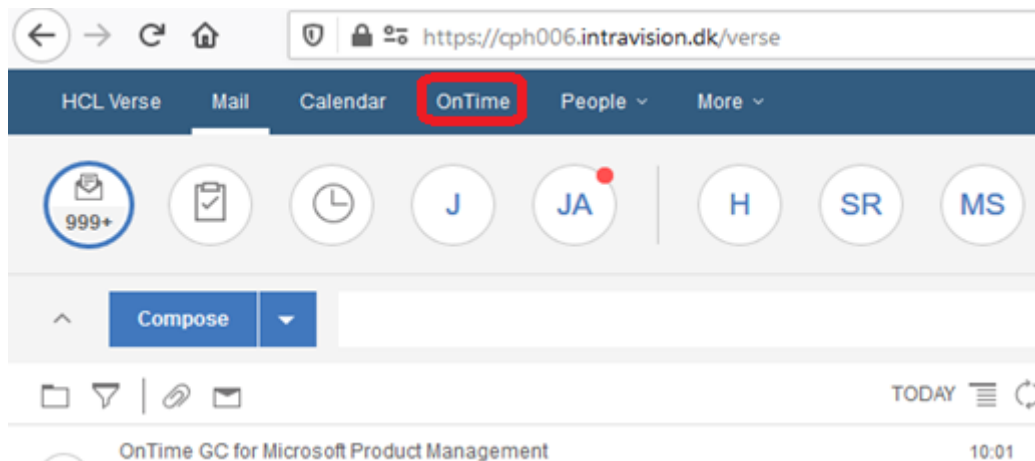 https://cph006.intravision.dk/verse
HCL Verse Mail Calendar OnTime People More
999+ J JA H SR MS
Compose
TODAY
OnTime GC for Microsoft Product Management 10:01